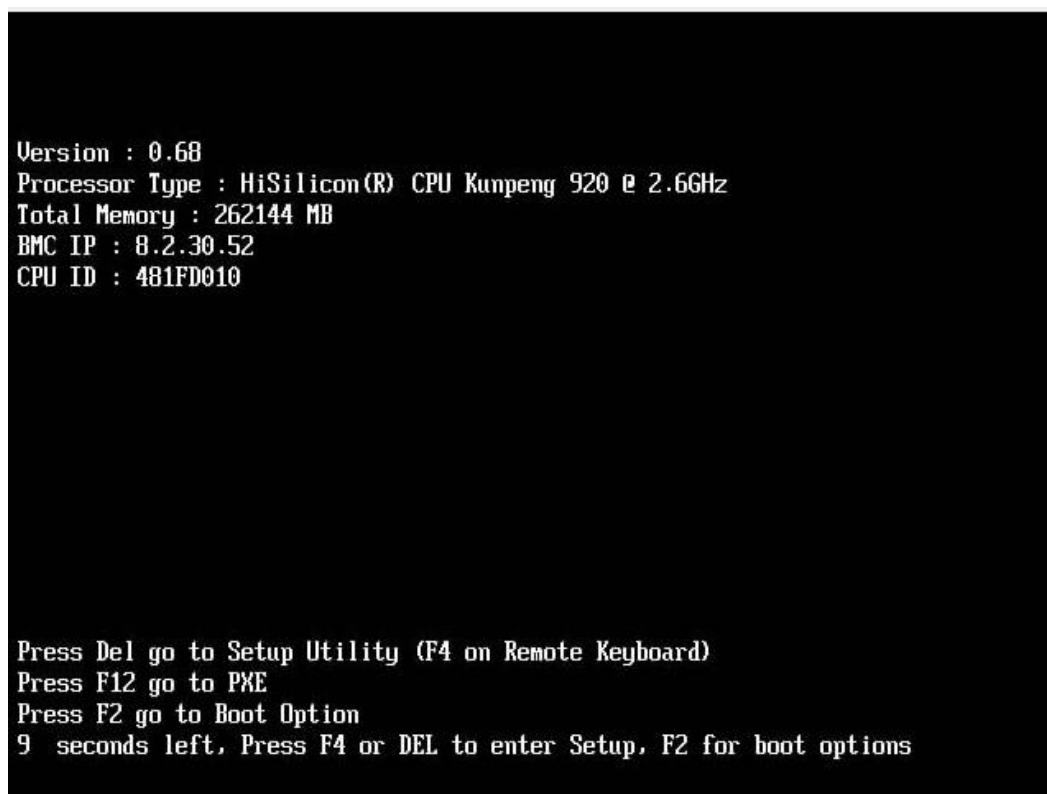 Version : 0.68
Processor Type : HiSilicon(R) CPU Kunpeng 920 @ 2.6GHz
Total Memory : 262144 MB
BMC IP : 8.2.30.52
CPU ID : 481FD010
Press Del go to Setup Utility (F4 on Remote Keyboard)
Press F12 go to PXE
Press F2 go to Boot Option
9  seconds left, Press F4 or DEL to enter Setup, F2 for boot options